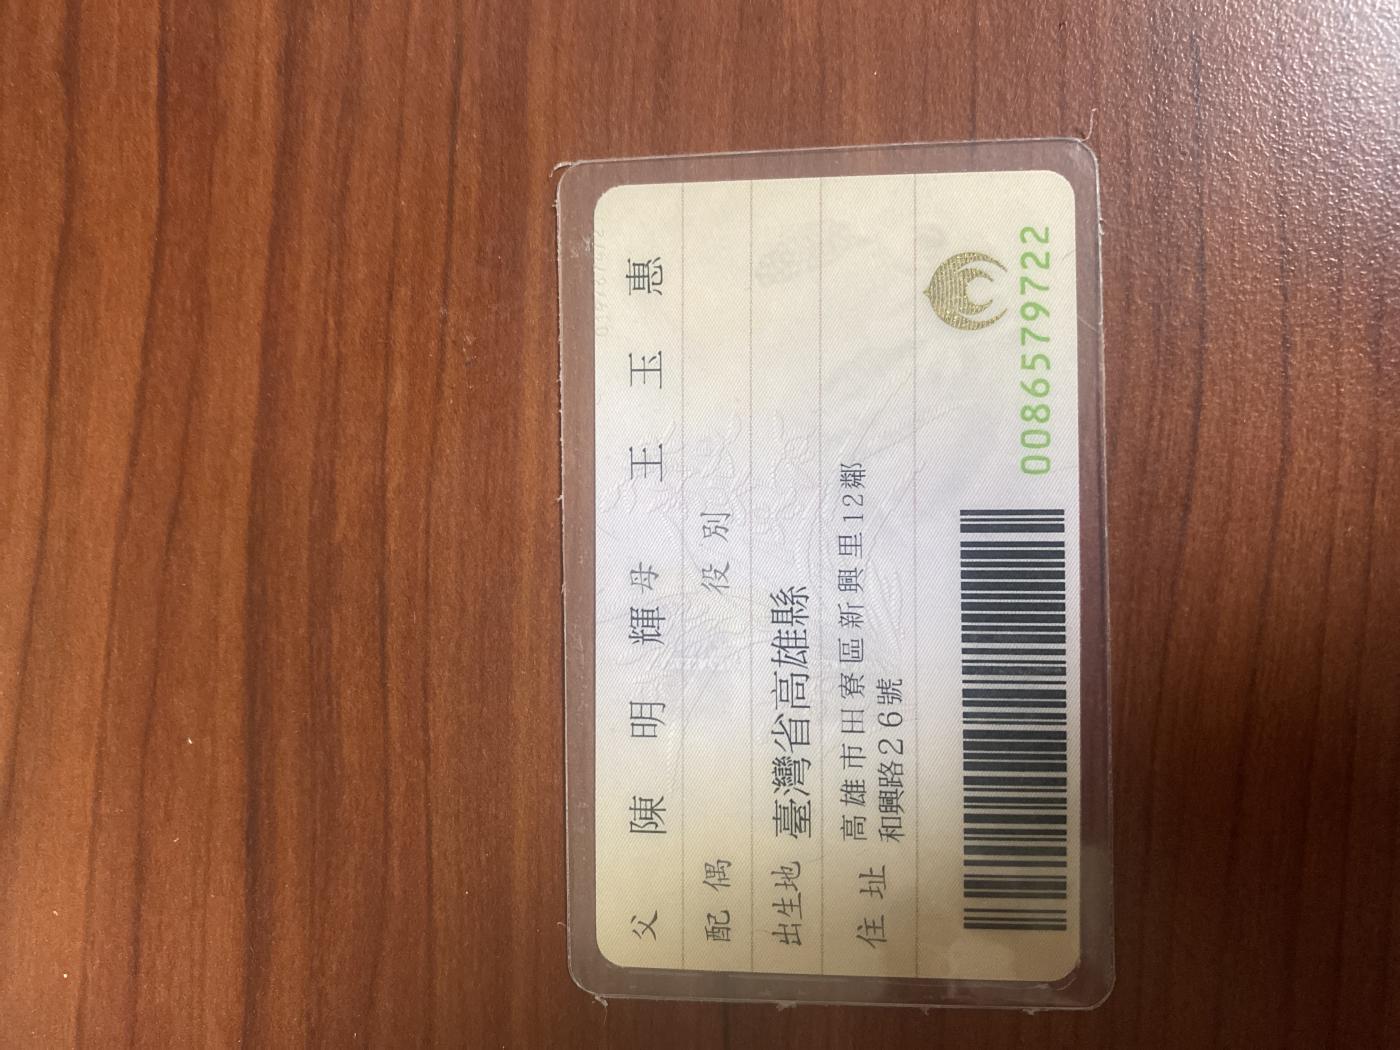 父 陳明輝 母 王玉惠
配偶 役別
出生地 臺灣省高雄縣
住址 高雄市田寮區新興里12鄰
和興路26號
0086579722